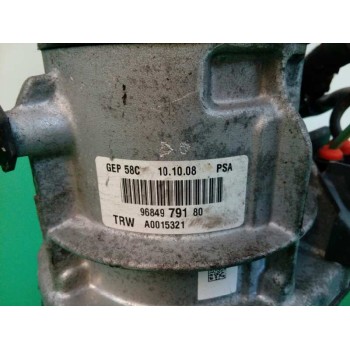 GEP 58C 10.10.08 PSA
96849 791 80
TRW A0015321